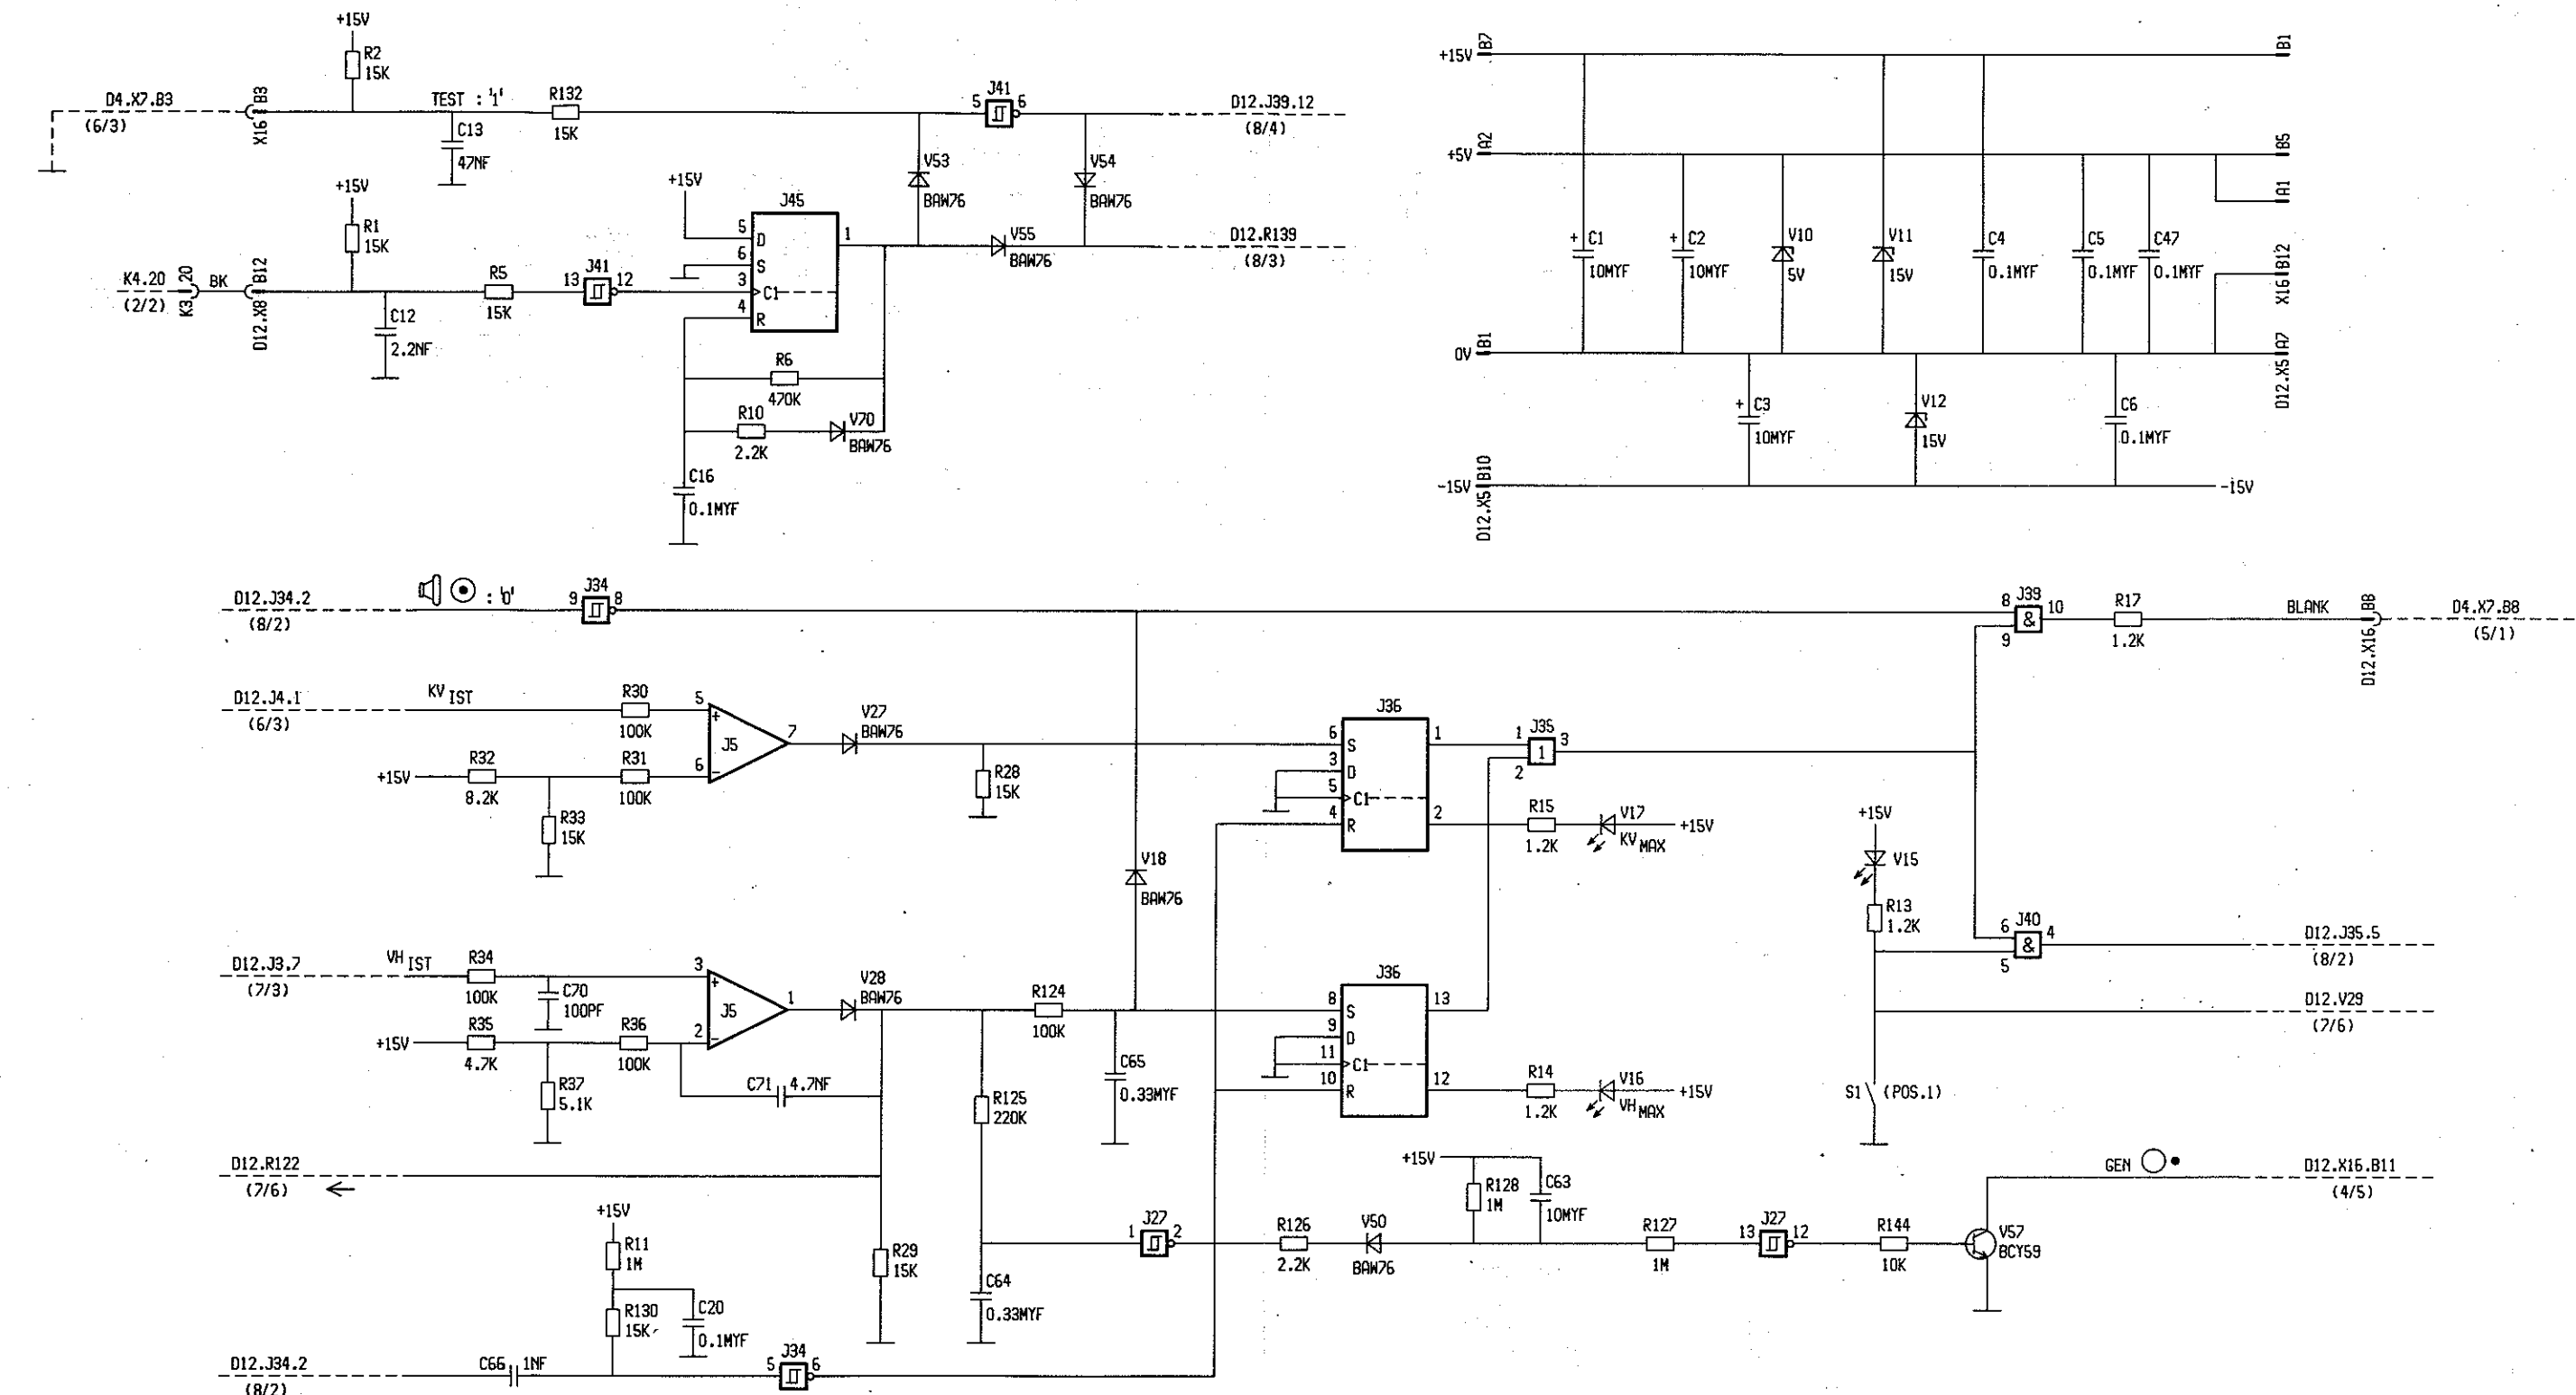 +15V
R2
15K
D4.X7.B3
(6/3)
X16 B3
TEST : '1'
C13
47NF
R132
15K
5 J41 6
D12.J39.12
(8/4)
V53
BAW76
V54
BAW76
+15V
R1
15K
K4.20
(2/2)
K3 .20
BK
D12.X8 B12
C12
2.2NF
R5
15K
13 J41 12
+15V
J45
5 D
6 S
3 C1
4 R
1
V55
BAW76
D12.R139
(8/3)
R6
470K
R10
2.2K
V70
BAW76
C16
0.1MYF
+15V B7
B1
+5V A2
B5
A1
+ C1
10MYF
+ C2
10MYF
V10
5V
V11
15V
C4
0.1MYF
C5
0.1MYF
C47
0.1MYF
X16 B12
0V B1
D12.X5 A7
+ C3
10MYF
V12
15V
C6
0.1MYF
-15V
D12.X5 B10
-15V
D12.J34.2
(8/2)
: '0'
9 J34 8
8 J39 10
9 &
R17
1.2K
BLANK
D12.X16 B8
D4.X7.B8
(5/1)
D12.J4.1
(6/3)
KV IST
R30
100K
5 +
J5
7
6 -
+15V
R32
8.2K
R31
100K
R33
15K
V27
BAW76
R28
15K
J36
6 S
3 D
5 C1
4 R
1
2
1 J35 3
2 1
R15
1.2K
V17
KV MAX
+15V
V18
BAW76
+15V
V15
R13
1.2K
6 J40 4
5 &
D12.J35.5
(8/2)
D12.V29
(7/6)
S1 (POS.1)
D12.J3.7
(7/3)
VH IST
R34
100K
C70
100PF
3 +
J5
1
2 -
+15V
R35
4.7K
R36
100K
R37
5.1K
C71 4.7NF
V28
BAW76
R124
100K
C65
0.33MYF
R125
220K
J36
8 S
9 D
11 C1
10 R
13
12
R14
1.2K
V16
VH MAX
+15V
D12.R122
(7/6)
R29
15K
C64
0.33MYF
1 J27 2
R126
2.2K
V50
BAW76
+15V
R128
1M
C63
10MYF
R127
1M
13 J27 12
R144
10K
V57
BCY59
GEN
D12.X16.B11
(4/5)
+15V
R11
1M
R130
15K
C20
0.1MYF
D12.J34.2
(8/2)
C66 1NF
5 J34 6